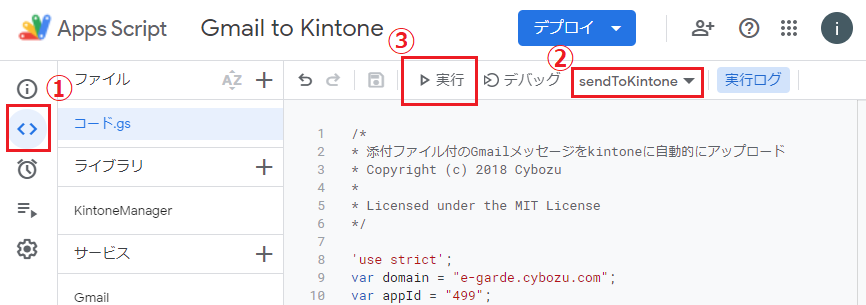 Apps Script Gmail to Kintone デプロイ i
① ファイル AZ ③ 実行 デバッグ ② sendToKintone 実行ログ
コード.gs
ライブラリ
KintoneManager
サービス
Gmail
1 /*
2 * 添付ファイル付のGmailメッセージをkintoneに自動的にアップロード
3 * Copyright (c) 2018 Cybozu
4 *
5 * Licensed under the MIT License
6 */
7
8 'use strict';
9 var domain = "e-garde.cybozu.com";
10 var appId = "499";